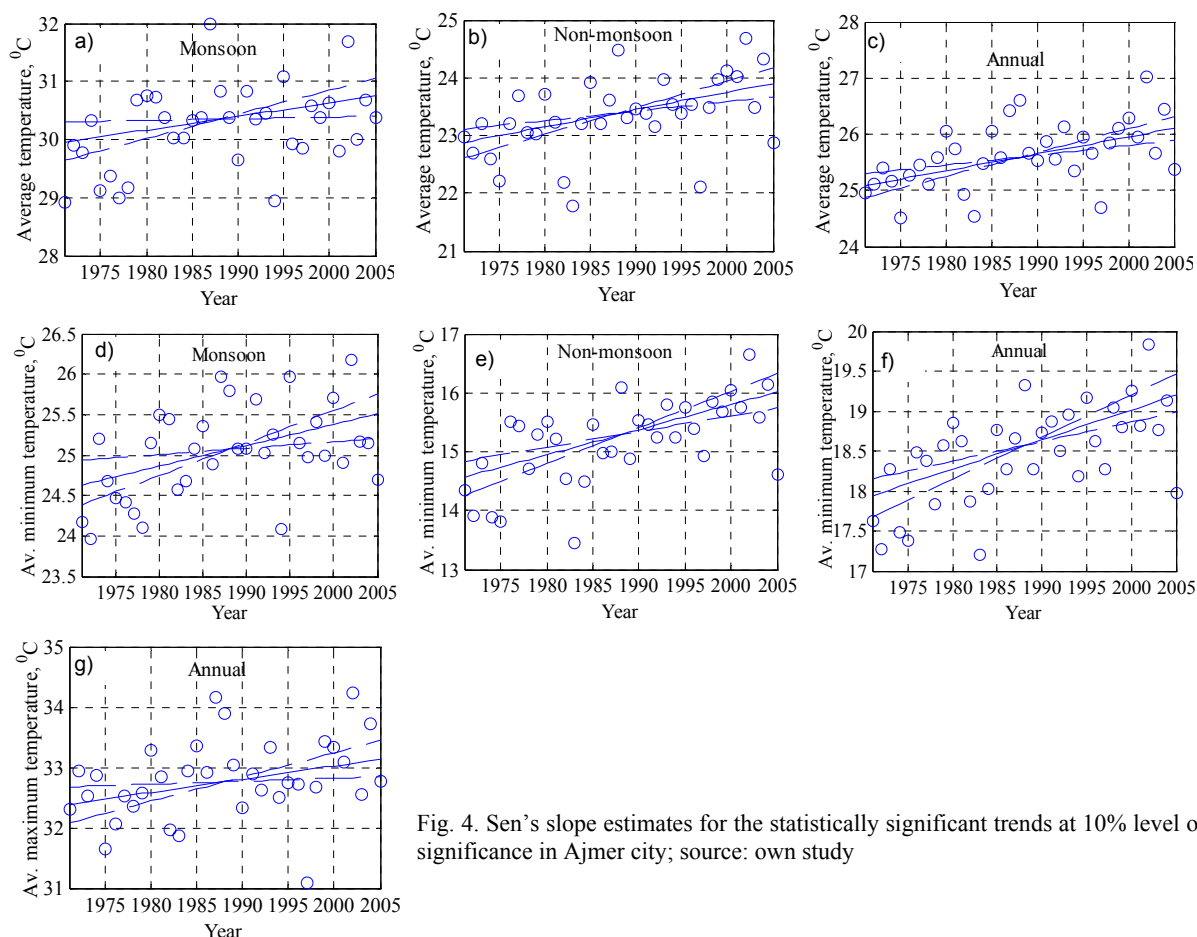 a)
Monsoon
Average temperature, ⁰C
32
31
30
29
28
1975 1980 1985 1990 1995 2000 2005
Year
b)
Non-monsoon
Average temperature, ⁰C
25
24
23
22
21
1975 1980 1985 1990 1995 2000 2005
Year
c)
Annual
Average temperature, ⁰C
28
27
26
25
24
1975 1980 1985 1990 1995 2000 2005
Year
d)
Monsoon
Av. minimum temperature, ⁰C
26.5
26
25.5
25
24.5
24
23.5
1975 1980 1985 1990 1995 2000 2005
Year
e)
Non-monsoon
Av. minimum temperature, ⁰C
17
16
15
14
13
1975 1980 1985 1990 1995 2000 2005
Year
f)
Annual
Av. minimum temperature, ⁰C
20
19.5
19
18.5
18
17.5
17
1975 1980 1985 1990 1995 2000 2005
Year
g)
Annual
Av. maximum temperature, ⁰C
35
34
33
32
31
1975 1980 1985 1990 1995 2000 2005
Year
Fig. 4. Sen’s slope estimates for the statistically significant trends at 10% level o
significance in Ajmer city; source: own study